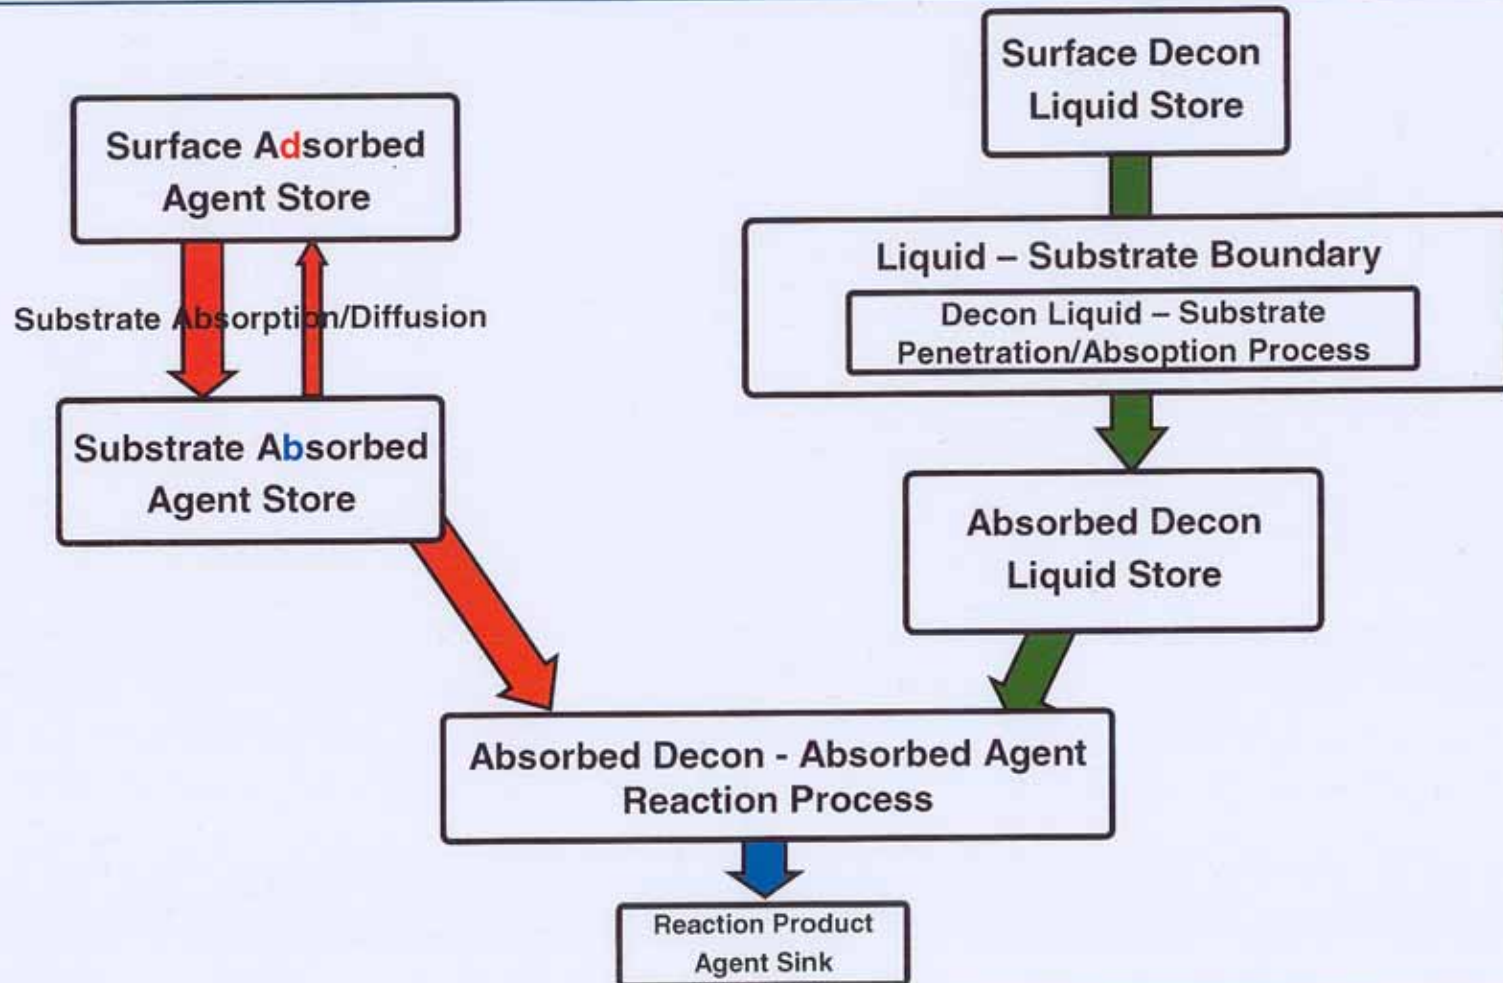 Surface Decon
Liquid Store
Surface Adsorbed
Agent Store
Liquid – Substrate Boundary
Decon Liquid – Substrate
Penetration/Absoption Process
Substrate Absorption/Diffusion
Substrate Absorbed
Agent Store
Absorbed Decon
Liquid Store
Absorbed Decon - Absorbed Agent
Reaction Process
Reaction Product
Agent Sink